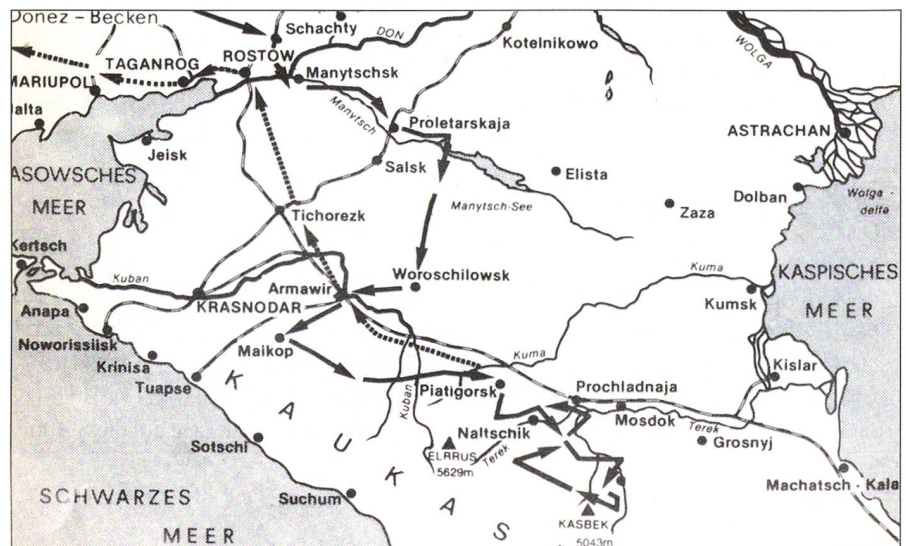 Donez – Becken
Schachty
DON
Kotelnikowo
WOLGA
TAGANROG
ROSTOW
MARIUPOL
Manytschsk
Manytsch
Proletarskaja
ASTRACHAN
Jeisk
Salsk
Elista
Dolban
Wolga -
delta
ASOWSCHES
MEER
Manytsch-See
Zaza
Tichorezk
Kertsch
Kuban
Armawir
Woroschilowsk
Kuma
KASPISCHES
MEER
Anapa
KRASNODAR
Kumsk
Noworissiisk
Maikop
Kuma
Krinisa
Tuapse
Piatigorsk
Prochladnaja
Kislar
Kuban
Mosdok
Naltschik
Terek
Grosnyj
Sotschi
ELRRUS
5629m
Terek
SCHWARZES
MEER
Suchum
KASBEK
5043m
Machatsch-Kala
K A U K A S